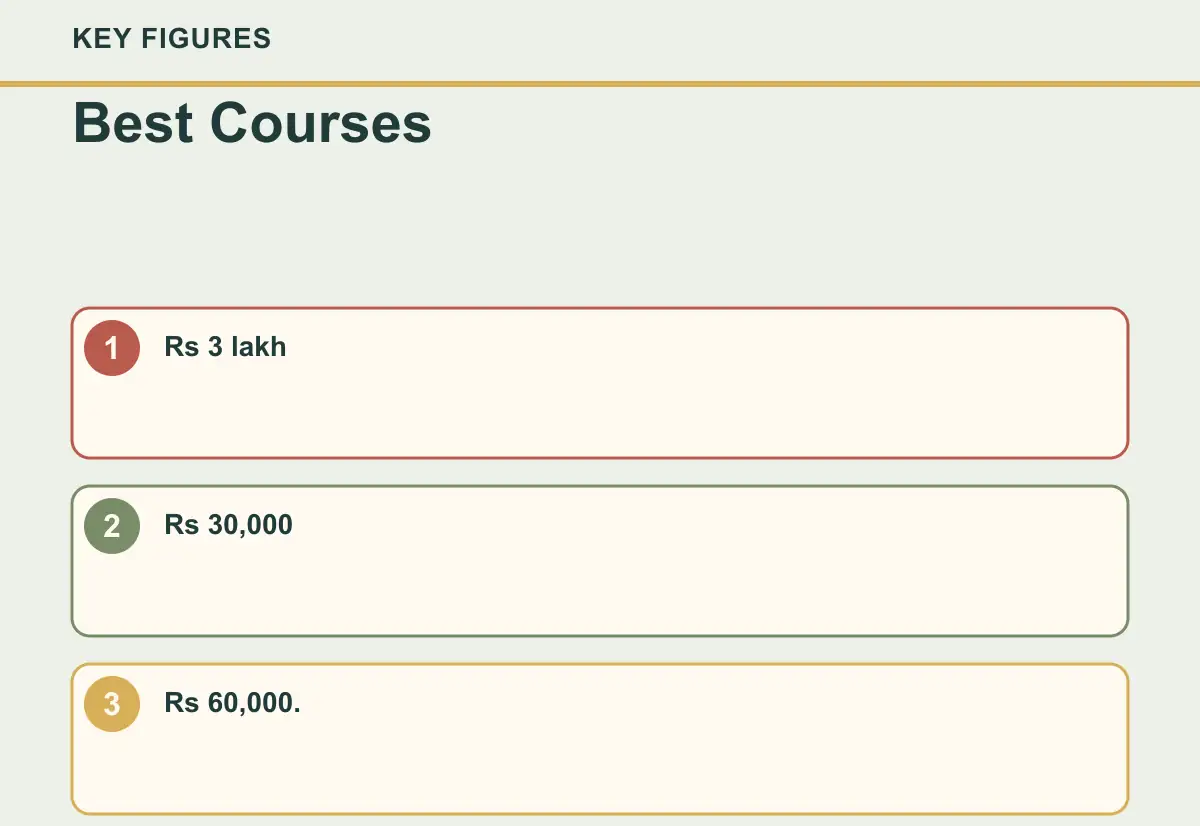 KEY FIGURES
Best Courses
1
Rs 3 lakh
2
Rs 30,000
3
Rs 60,000.